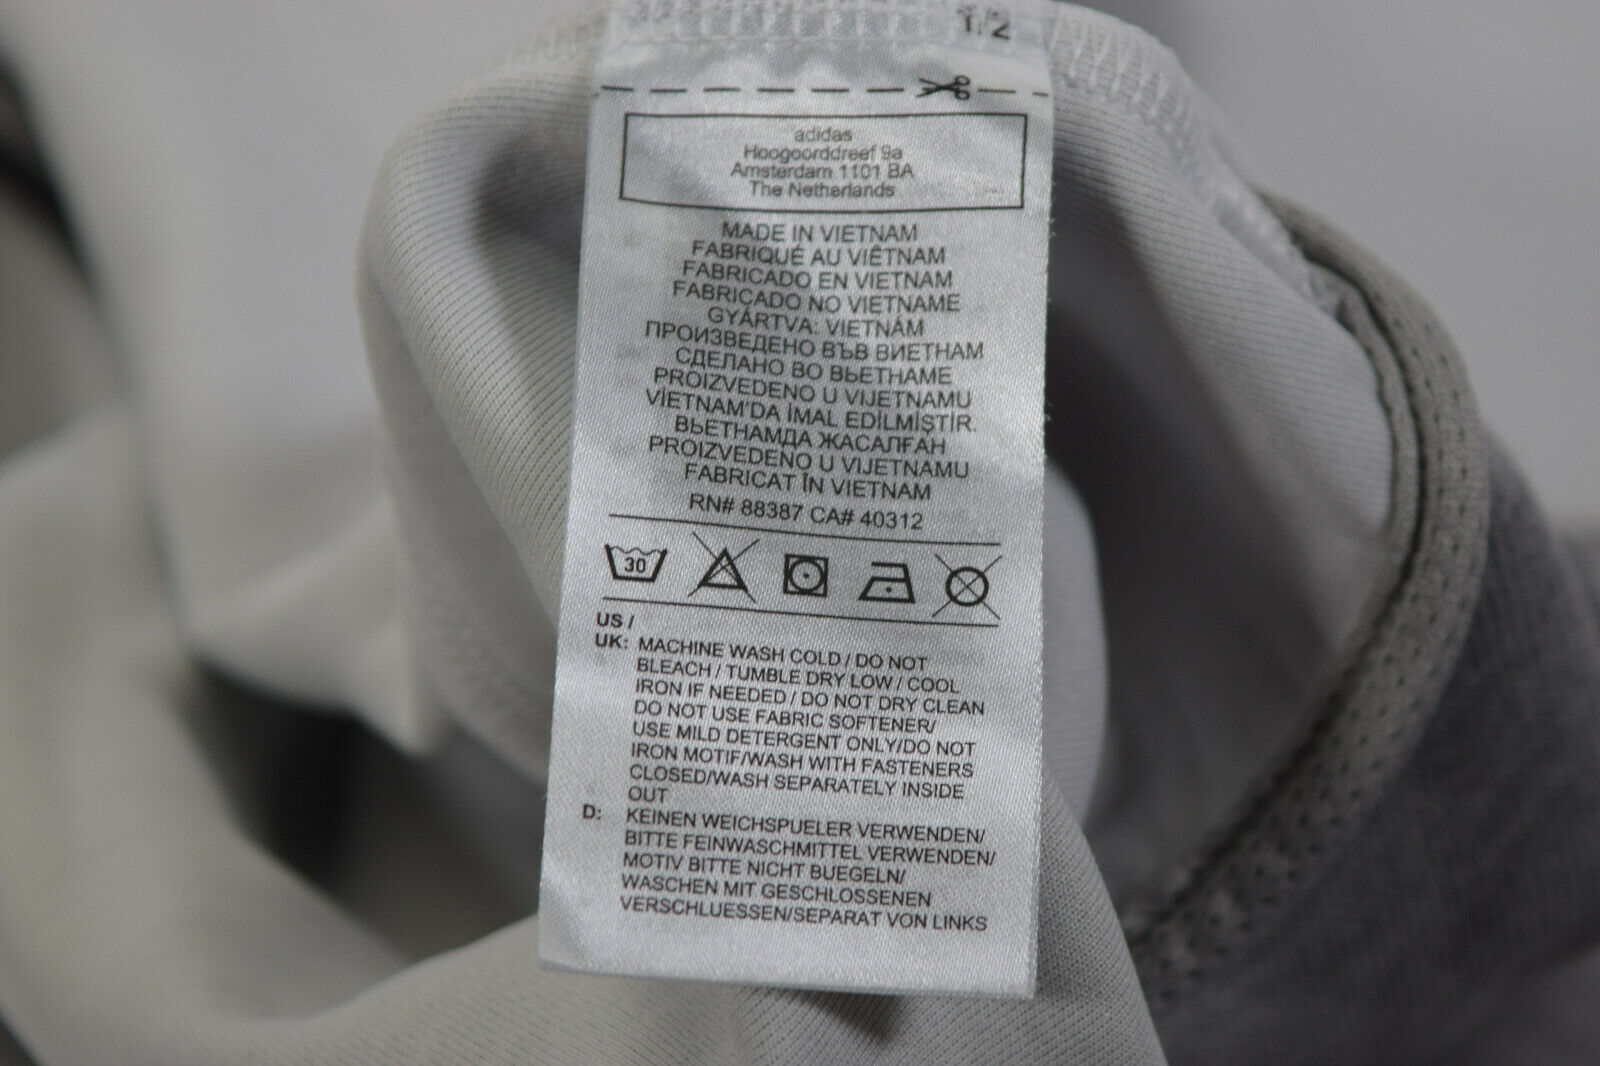 1/2
adidas
Hoogoorddreef 9a
Amsterdam 1101 BA
The Netherlands
MADE IN VIETNAM
FABRIQUÉ AU VIÊTNAM
FABRICADO EN VIETNAM
FABRICADO NO VIETNAME
GYÁRTVA: VIETNÁM
ПРОИЗВЕДЕНО ВЪВ ВИЕТНАМ
СДЕЛАНО ВО ВЬЕТНАМЕ
PROIZVEDENO U VIJETNAMU
VİETNAM'DA İMAL EDİLMİŞTİR.
ВЬЕТНАМДА ЖАСАЛҒАН
PROIZVEDENO U VIJETNAMU
FABRICAT ÎN VIETNAM
RN# 88387 CA# 40312
30
US /
UK: MACHINE WASH COLD / DO NOT
BLEACH / TUMBLE DRY LOW / COOL
IRON IF NEEDED / DO NOT DRY CLEAN
DO NOT USE FABRIC SOFTENER/
USE MILD DETERGENT ONLY/DO NOT
IRON MOTIF/WASH WITH FASTENERS
CLOSED/WASH SEPARATELY INSIDE
OUT
D: KEINEN WEICHSPUELER VERWENDEN/
BITTE FEINWASCHMITTEL VERWENDEN/
MOTIV BITTE NICHT BUEGELN/
WASCHEN MIT GESCHLOSSENEN
VERSCHLUESSEN/SEPARAT VON LINKS